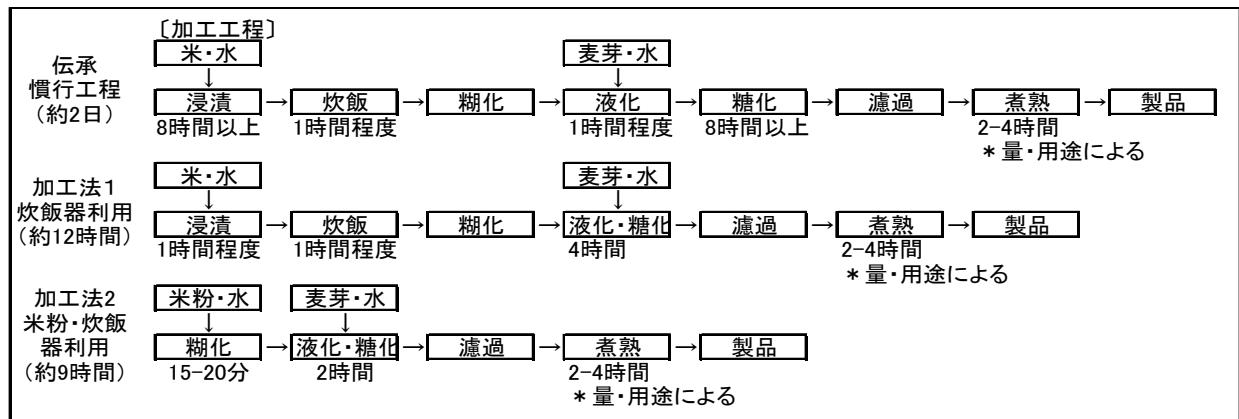 〔加工工程〕
米・水 麦芽・水
↓ ↓
伝承
慣行工程
（約2日）
浸漬 → 炊飯 → 糊化 → 液化 → 糖化 → 濾過 → 煮熟 → 製品
8時間以上 1時間程度 1時間程度 8時間以上 2-4時間
＊量・用途による
米・水 麦芽・水
↓ ↓
加工法1
炊飯器利用
（約12時間）
浸漬 → 炊飯 → 糊化 → 液化・糖化 → 濾過 → 煮熟 → 製品
1時間程度 1時間程度 4時間 2-4時間
＊量・用途による
米粉・水 麦芽・水
↓ ↓
加工法2
米粉・炊飯
器利用
（約9時間）
糊化 → 液化・糖化 → 濾過 → 煮熟 → 製品
15-20分 2時間 2-4時間
＊量・用途による